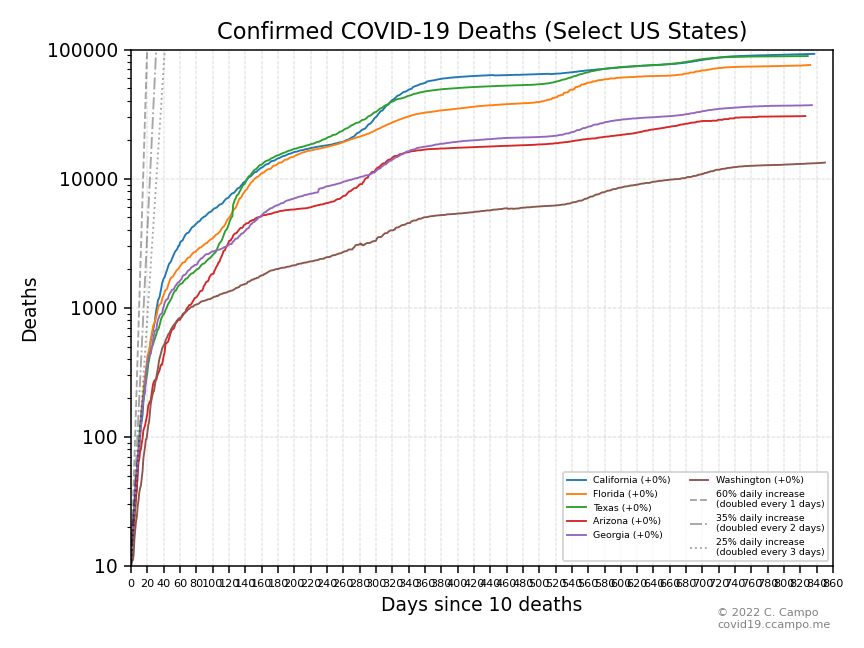 Confirmed COVID-19 Deaths (Select US States)
100000
10000
1000
100
10
Deaths
0 20 40 60 80 100 120 140 160 180 200 220 240 260 280 300 320 340 360 380 400 420 440 460 480 500 520 540 560 580 600 620 640 660 680 700 720 740 760 780 800 820 840 860
Days since 10 deaths
California (+0%)
Florida (+0%)
Texas (+0%)
Arizona (+0%)
Georgia (+0%)
Washington (+0%)
60% daily increase
(doubled every 1 days)
35% daily increase
(doubled every 2 days)
25% daily increase
(doubled every 3 days)
© 2022 C. Campo
covid19.ccampo.me